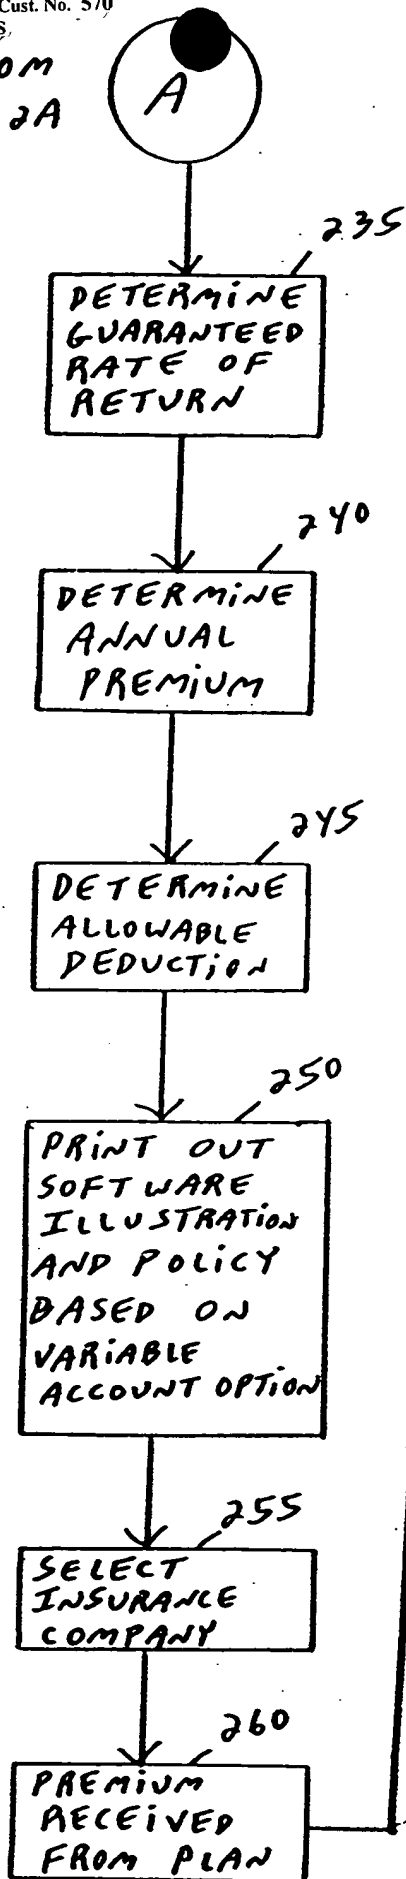 Cust. No. 570
S,
OM
2A
A
235
DETERMINE
GUARANTEED
RATE OF
RETURN
240
DETERMINE
ANNUAL
PREMIUM
245
DETERMINE
ALLOWABLE
DEDUCTION
250
PRINT OUT
SOFTWARE
ILLUSTRATION
AND POLICY
BASED ON
VARIABLE
ACCOUNT OPTION
255
SELECT
INSURANCE
COMPANY
260
PREMIUM
RECEIVED
FROM PLAN